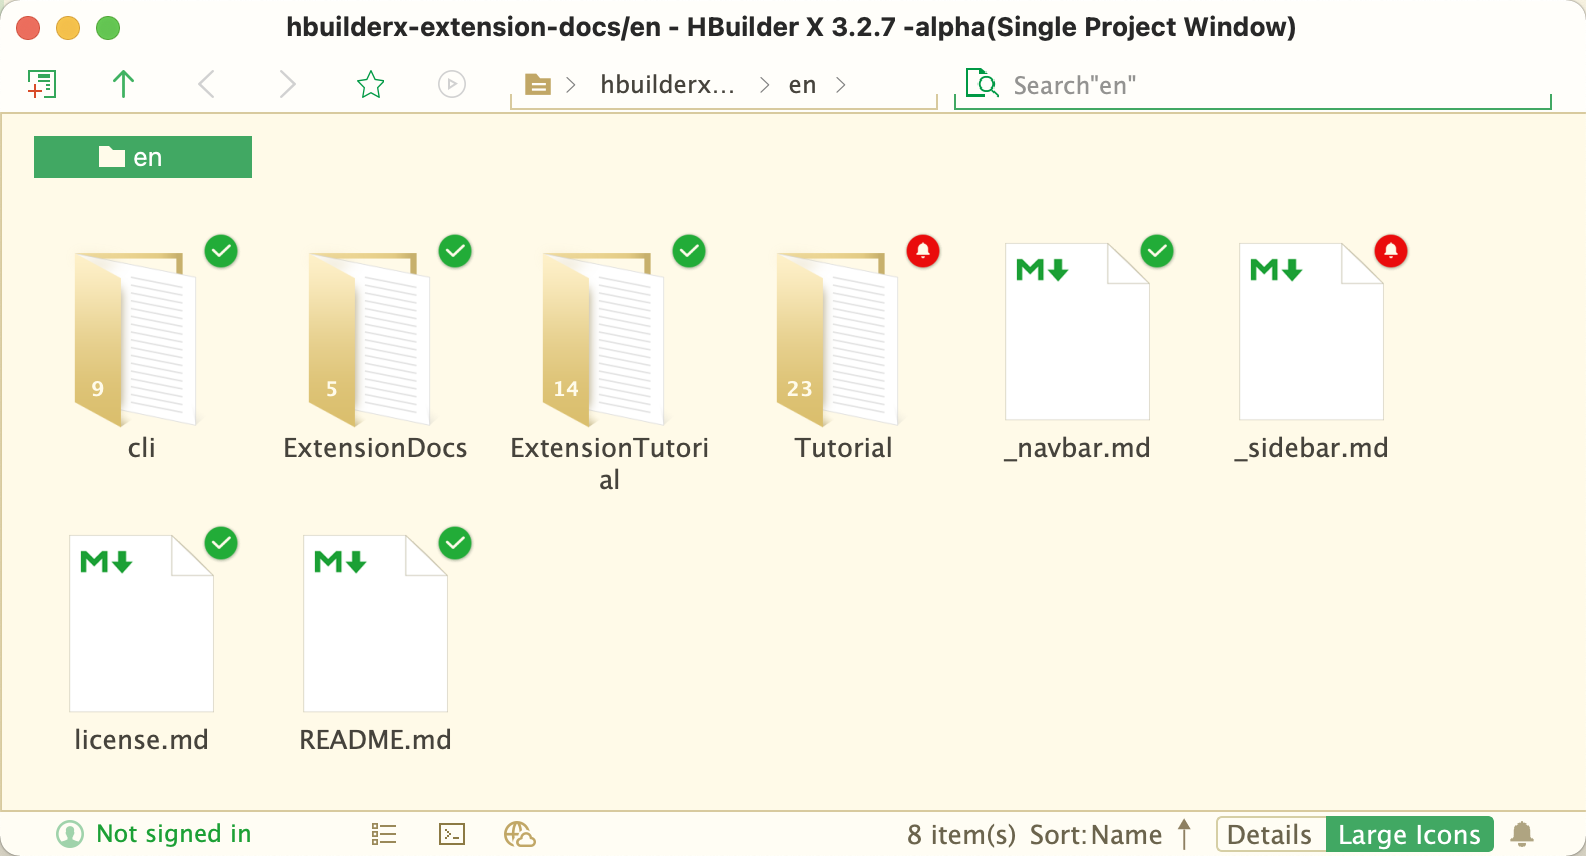 hbuilderx-extension-docs/en - HBuilder X 3.2.7 -alpha(Single Project Window)
hbuilderx... en
Search"en"
en
9 5 14 23
M M
cli ExtensionDocs ExtensionTutori Tutorial _navbar.md _sidebar.md
al
M M
license.md README.md
Not signed in 8 item(s) Sort:Name Details Large Icons